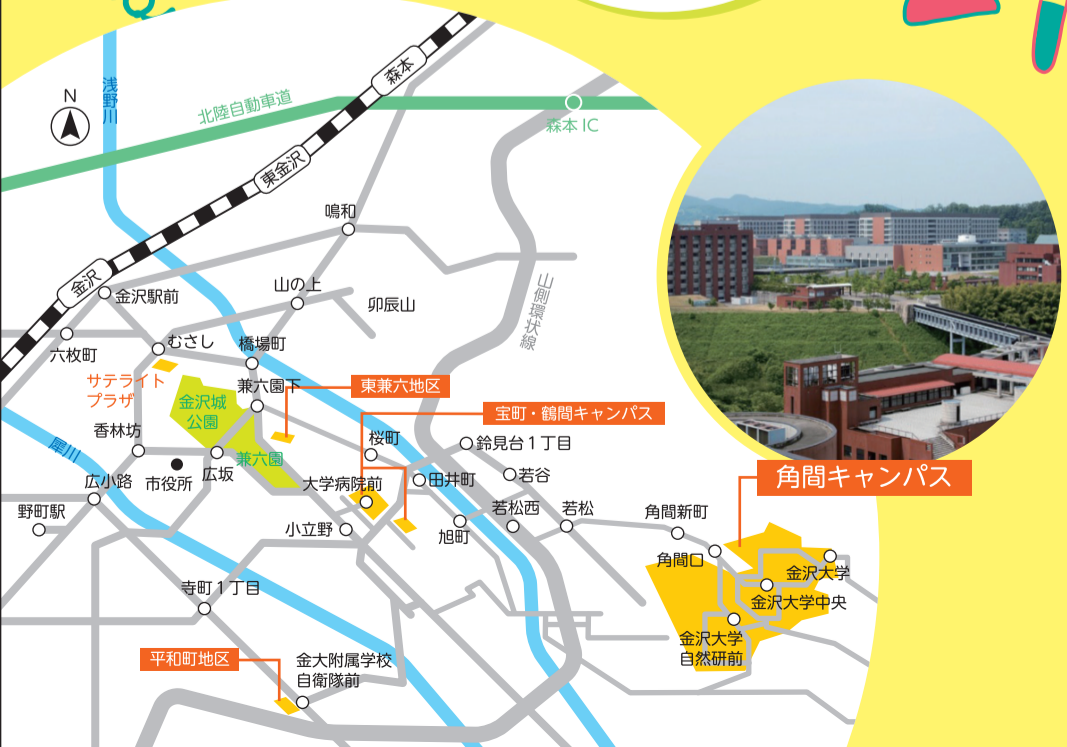 森本
N
浅野川
北陸自動車道
森本 IC
東金沢
鳴和
金沢
金沢駅前
山の上
卯辰山
山側環状線
六枚町
むさし
橋場町
サテライト
プラザ
兼六園下
東兼六地区
金沢城
公園
宝町・鶴間キャンパス
香林坊
桜町
鈴見台1丁目
犀川
兼六園
角間キャンパス
広小路
市役所
広坂
大学病院前
田井町
若谷
野町駅
小立野
旭町
若松西
若松
角間新町
角間口
金沢大学
寺町1丁目
金沢大学中央
金沢大学
自然研前
平和町地区
金大附属学校
自衛隊前